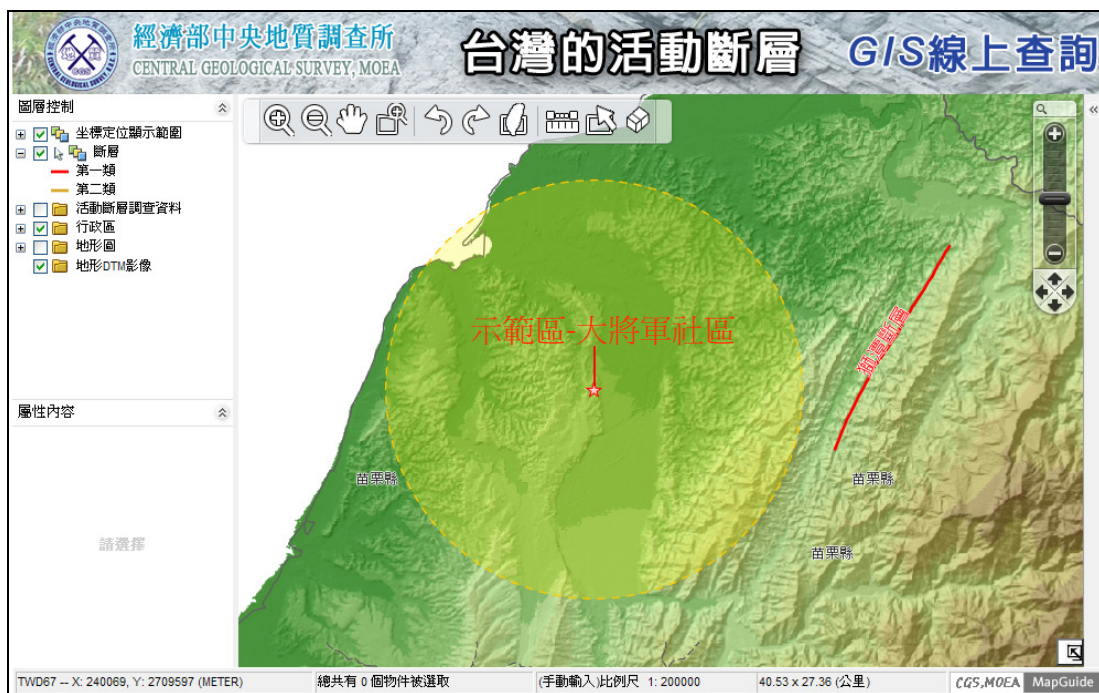 經濟部中央地質調查所
CENTRAL GEOLOGICAL SURVEY, MOEA
台灣的活動斷層
GIS線上查詢
圖層控制
坐標定位顯示範圍
斷層
第一類
第二類
活動斷層調查資料
行政區
地形圖
地形DTM影像
屬性內容
請選擇
示範區-大將軍社區
獅潭斷層
苗栗縣
苗栗縣
苗栗縣
TWD67 -- X: 240069, Y: 2709597 (METER)
總共有 0 個物件被選取
(手動輸入)比例尺 1: 200000
40.53 x 27.36 (公里)
CGS,MOEA
MapGuide